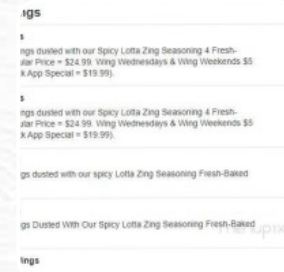 ngs
s
ngs dusted with our Spicy Lotta Zing Seasoning 4 Fresh-
ular Price = $24.99. Wing Wednesdays & Wing Weekends $5
k App Special = $19.99).
s
ngs dusted with our Spicy Lotta Zing Seasoning 4 Fresh-
ular Price = $24.99. Wing Wednesdays & Wing Weekends $5
k App Special = $19.99).
gs dusted with our spicy Lotta Zing Seasoning Fresh-Baked
gs Dusted With Our Spicy Lotta Zing Seasoning Fresh-Baked
ings